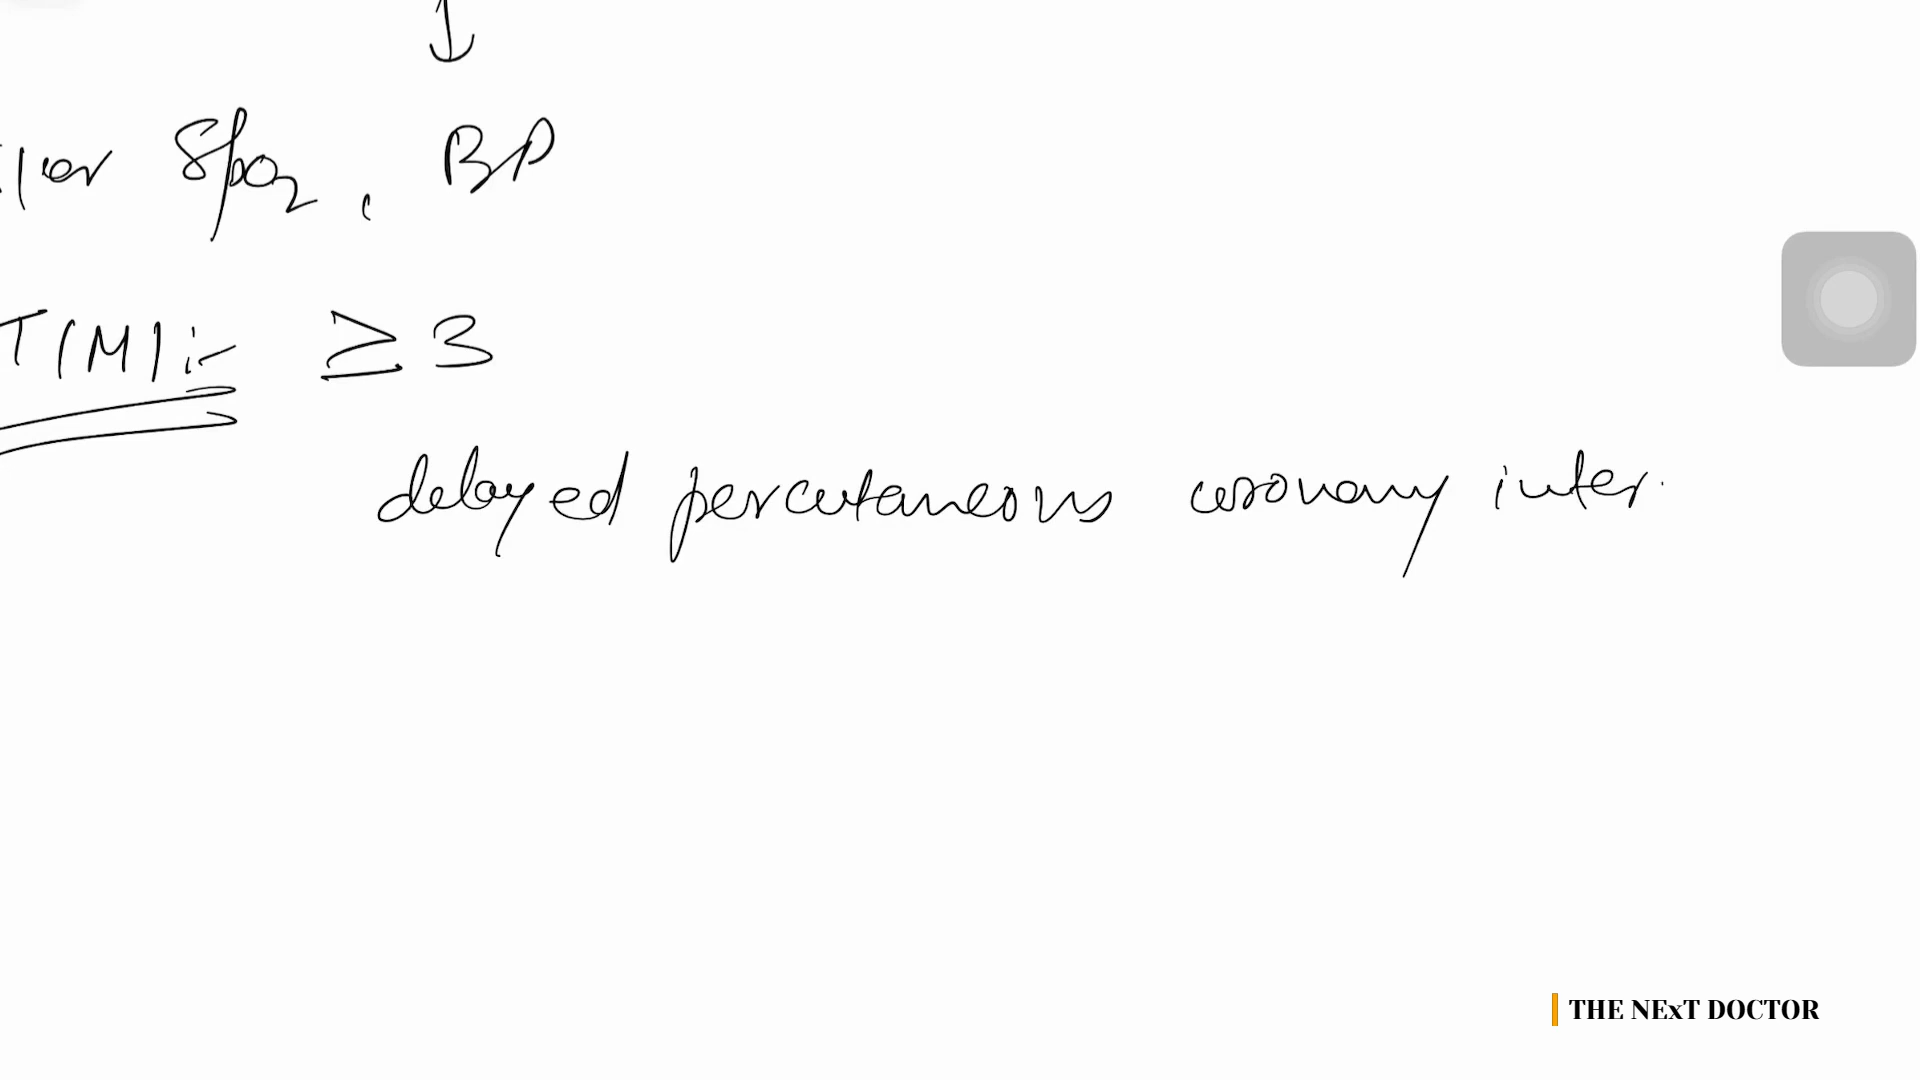 Spo2, BP
TIMI :- ≥ 3
delayed percutaneous coronary inter.
THE NExT DOCTOR